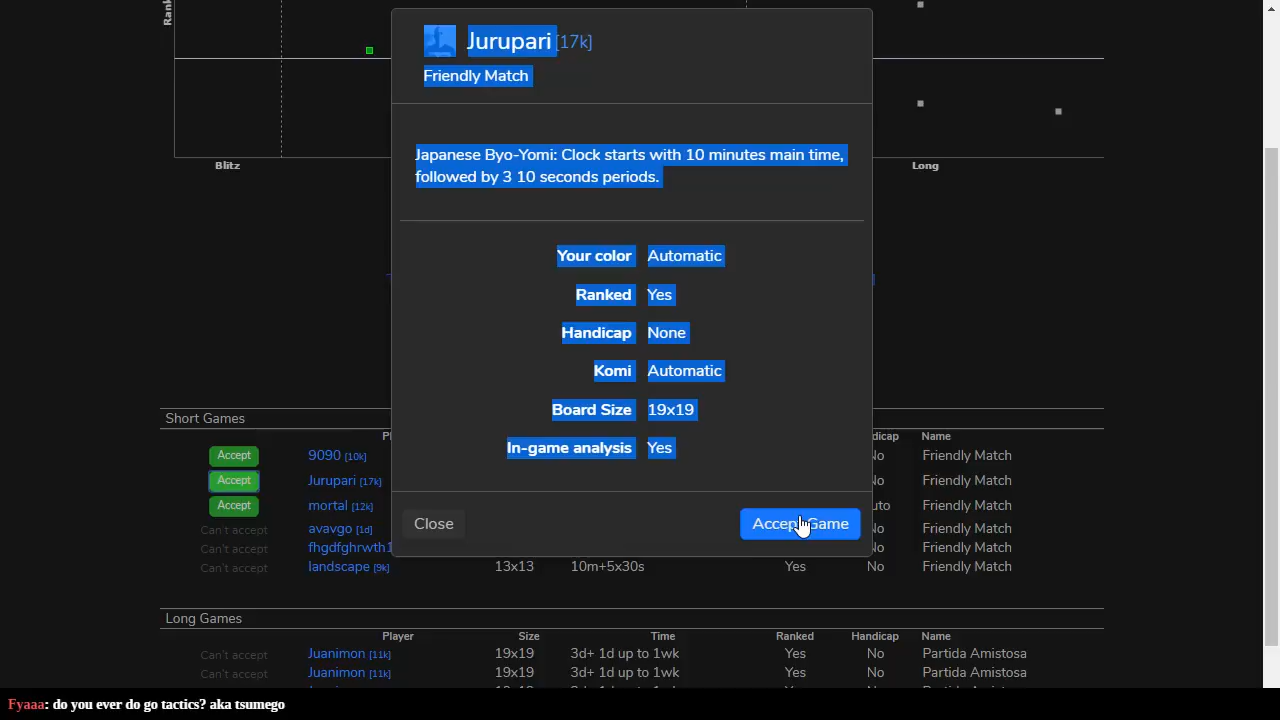 Rank
Blitz
Long
Jurupari [17k]
Friendly Match
Japanese Byo-Yomi: Clock starts with 10 minutes main time,
followed by 3 10 seconds periods.
Your color Automatic
Ranked Yes
Handicap None
Komi Automatic
Board Size 19x19
In-game analysis Yes
Close Accept Game
Short Games
Name
Accept 9090 [10k] Friendly Match
Accept Jurupari [17k] Friendly Match
Accept mortal [12k] Friendly Match
Can't accept avavgo [1d] No Friendly Match
Can't accept fhgdfghrwth1 No Friendly Match
Can't accept landscape [9k] 13x13 10m+5x30s Yes No Friendly Match
Long Games
Player Size Time Ranked Handicap Name
Can't accept Juanimon [11k] 19x19 3d+ 1d up to 1wk Yes No Partida Amistosa
Can't accept Juanimon [11k] 19x19 3d+ 1d up to 1wk Yes No Partida Amistosa
Fyaaa: do you ever do go tactics? aka tsumego